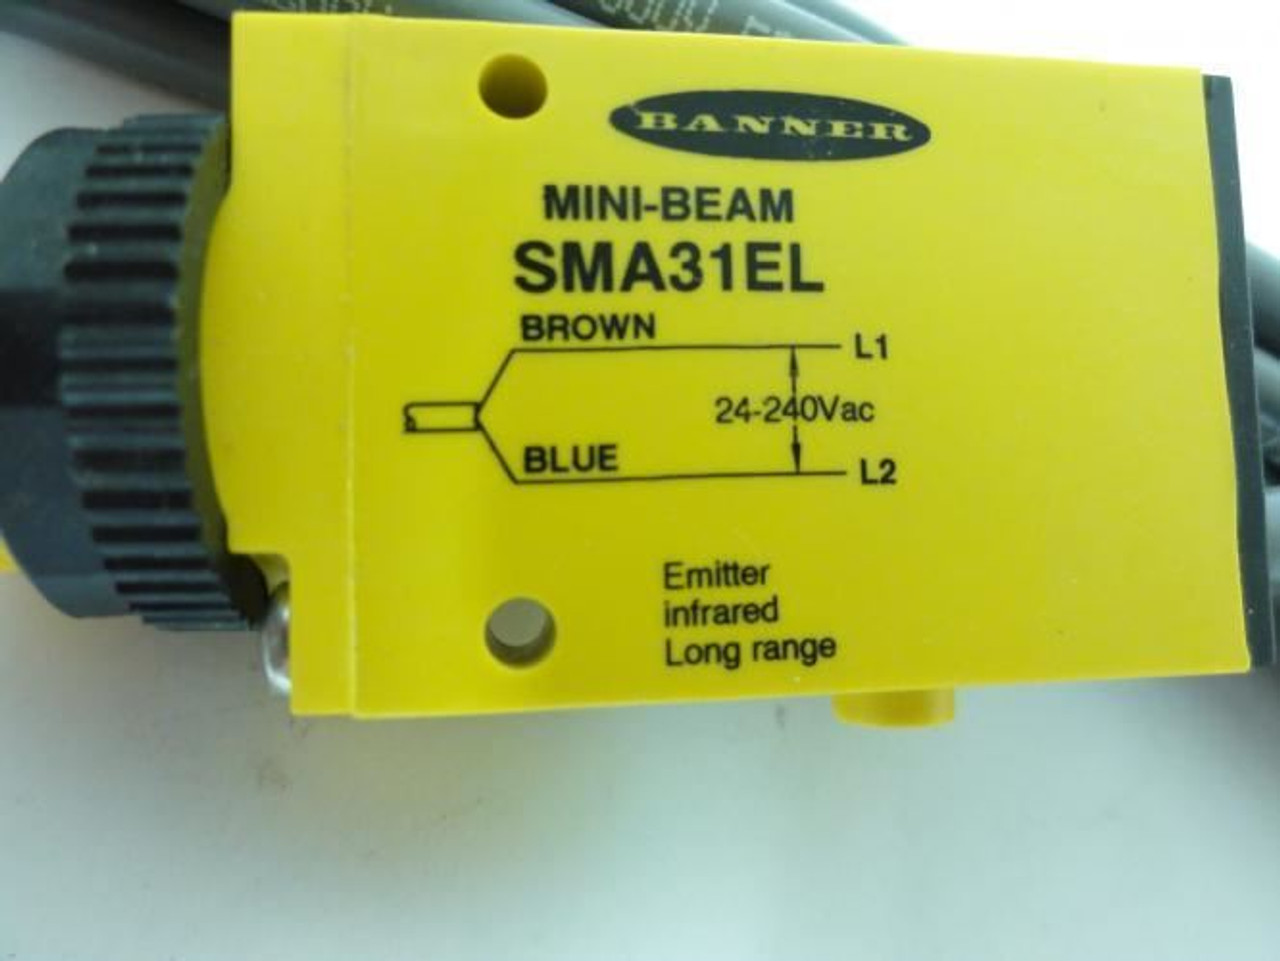 BANNER
MINI-BEAM
SMA31EL
BROWN
L1
24-240Vac
BLUE
L2
Emitter
infrared
Long range